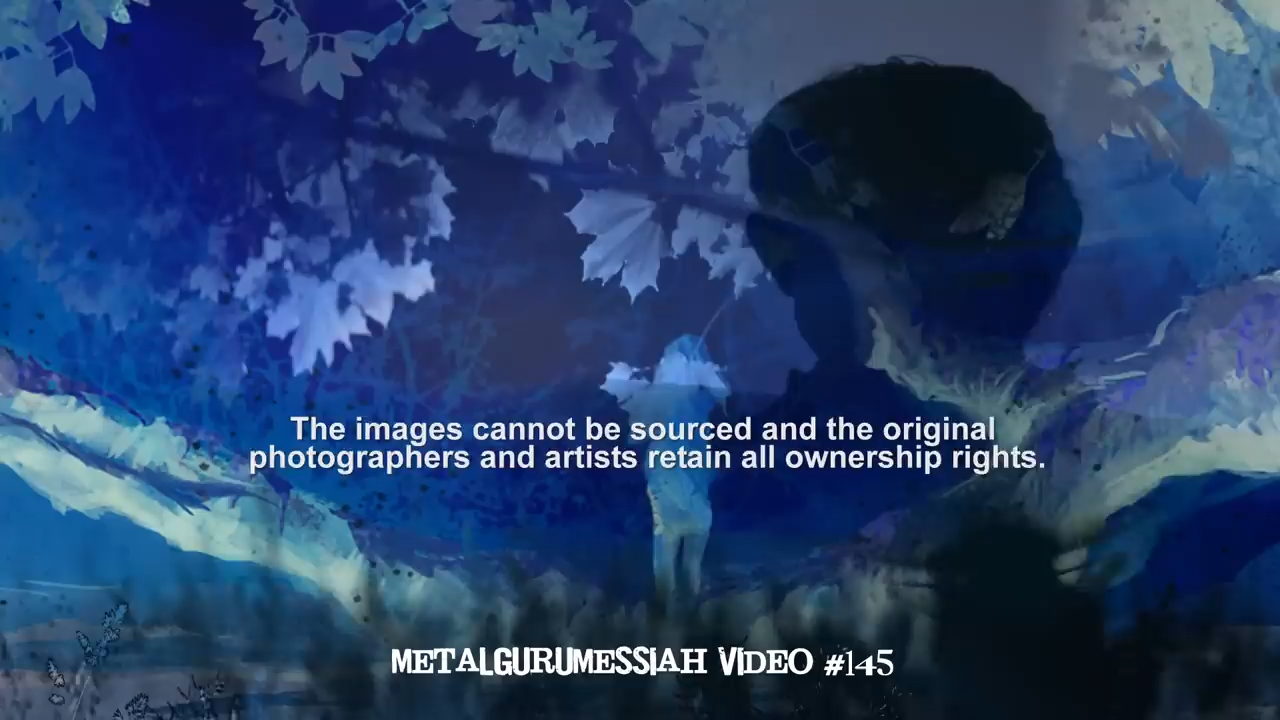 The images cannot be sourced and the original
photographers and artists retain all ownership rights.
METALGURUMESSIAH VIDEO #145